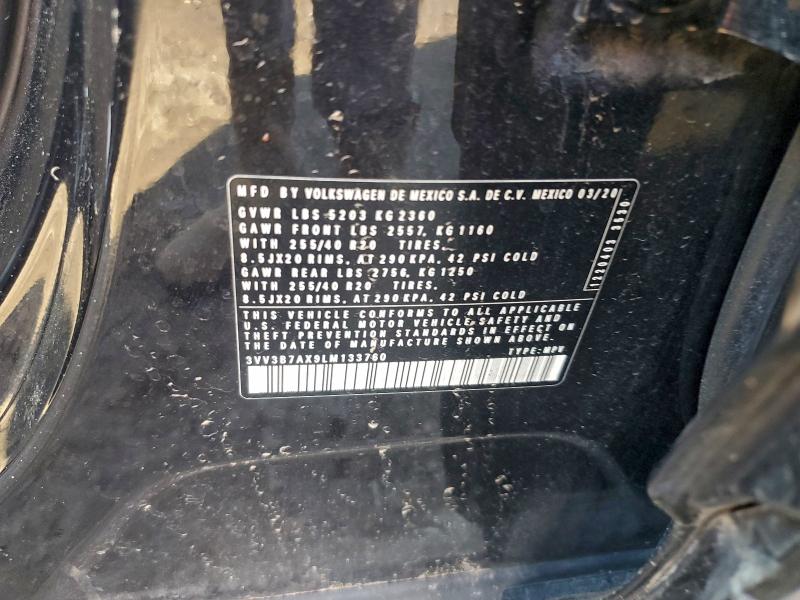 MFD BY VOLKSWAGEN DE MEXICO S.A. DE C.V. MEXICO 03/20
GVWR LBS 5203 KG 2360
GAWR FRONT LBS 2557, KG 1160
WITH 255/40 R20 TIRES.
8.5JX20 RIMS, AT 290 KPA, 42 PSI COLD
GAWR REAR LBS 2756, KG 1250
WITH 255/40 R20 TIRES.
8.5JX20 RIMS, AT 290 KPA, 42 PSI COLD
1220403 3530
THIS VEHICLE CONFORMS TO ALL APPLICABLE
U.S. FEDERAL MOTOR VEHICLE SAFETY AND
THEFT PREVENTION STANDARDS IN EFFECT ON
THE DATE OF MANUFACTURE SHOWN ABOVE.
3VV3B7AX9LM133760 TYPE: MPV